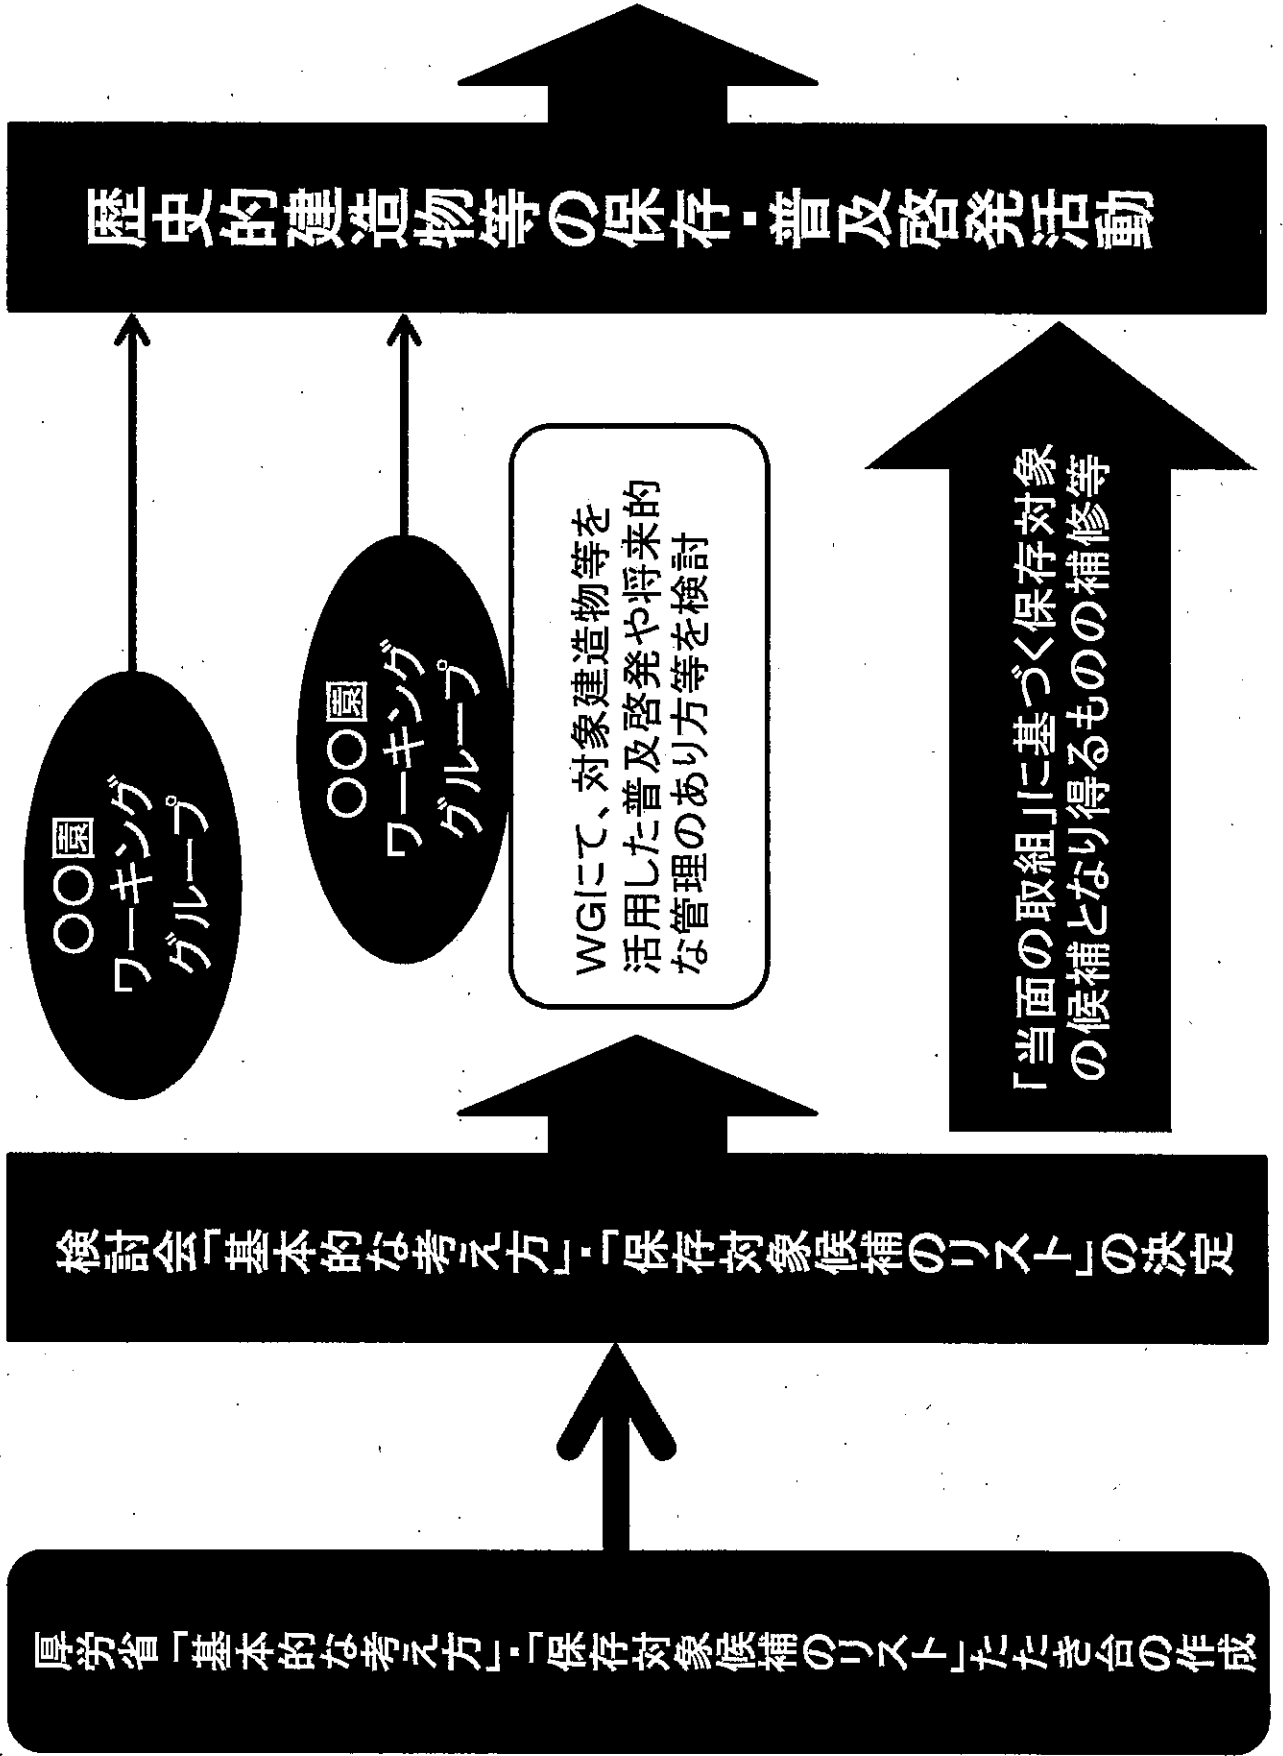 厚労省「基本的な考え方」・「保存対象候補のリスト」たたき台の作成
検討会「基本的な考え方」・「保存対象候補のリスト」の決定
〇〇園
ワーキング
グループ
〇〇園
ワーキング
グループ
WGにて、対象建造物等を
活用した普及啓発や将来的
な管理のあり方等を検討
「当面の取組」に基づく保存対象
の候補となり得るものの補修等
歴史的建造物等の保存・普及啓発活動